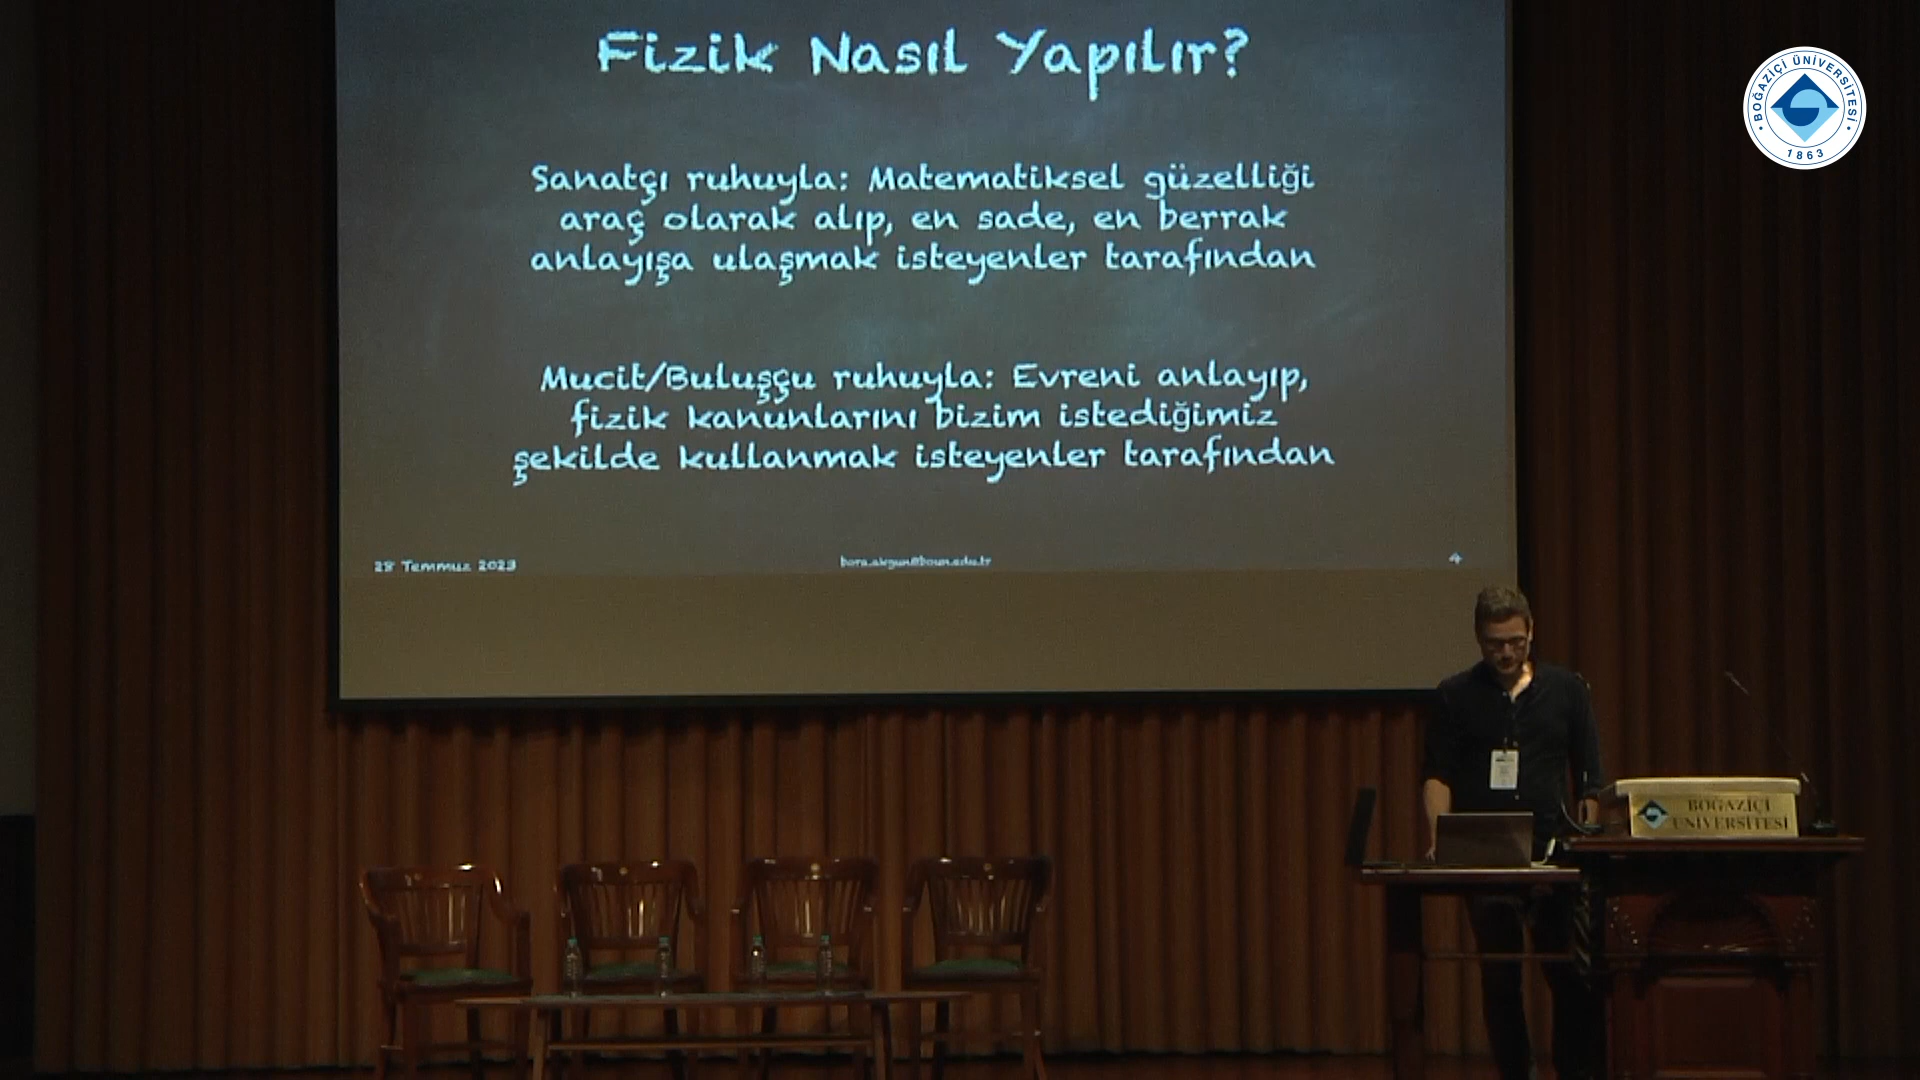 Fizik Nasıl Yapılır?
Sanatçı ruhuyla: Matematiksel güzelliği
araç olarak alıp, en sade, en berrak
anlayışa ulaşmak isteyenler tarafından
Mucit/Buluşçu ruhuyla: Evreni anlayıp,
fizik kanunlarını bizim istediğimiz
şekilde kullanmak isteyenler tarafından
28 Temmuz 2023
bora.akgun@boun.edu.tr
4
BOĞAZİÇİ ÜNİVERSİTESİ
1863
BOĞAZİÇİ
ÜNİVERSİTESİ